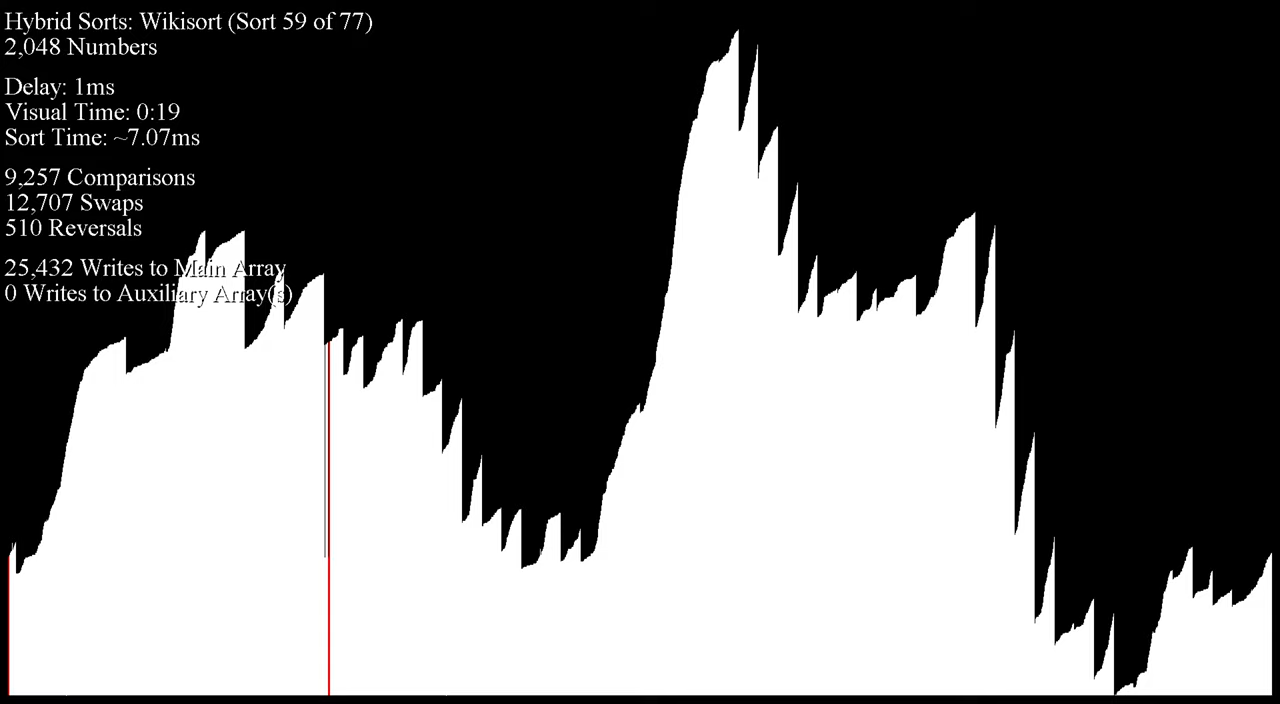 Hybrid Sorts: Wikisort (Sort 59 of 77)
2,048 Numbers
Delay: 1ms
Visual Time: 0:19
Sort Time: ~7.07ms
9,257 Comparisons
12,707 Swaps
510 Reversals
25,432 Writes to Main Array
0 Writes to Auxiliary Array(s)